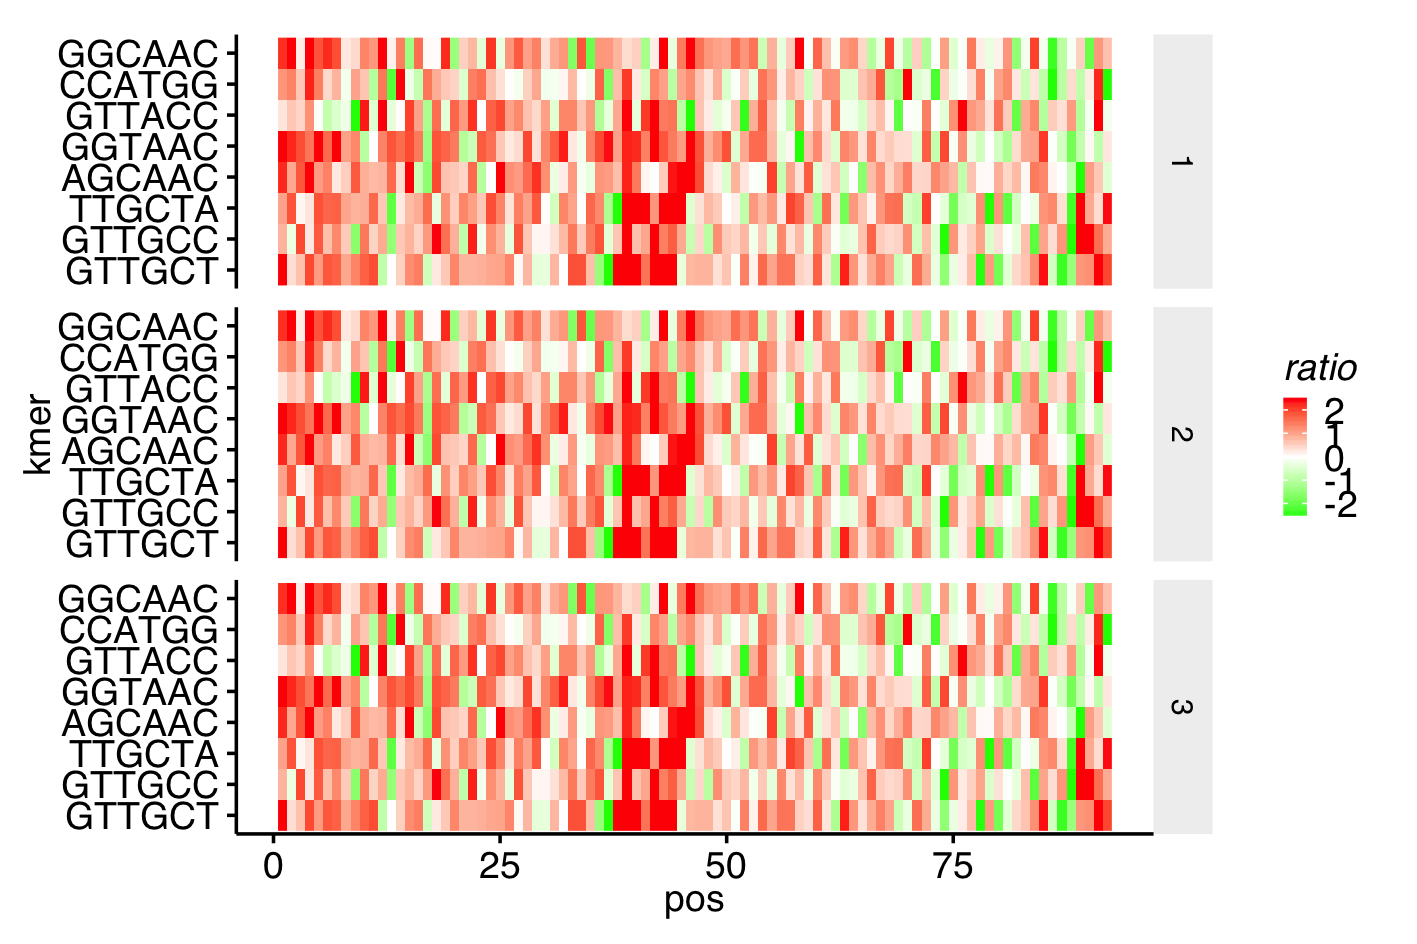 GGCAAC
CCATGG
GTTACC
GGTAAC
AGCAAC
TTGCTA
GTTGCC
GTTGCT
1
GGCAAC
CCATGG
GTTACC
GGTAAC
AGCAAC
TTGCTA
GTTGCC
GTTGCT
2
GGCAAC
CCATGG
GTTACC
GGTAAC
AGCAAC
TTGCTA
GTTGCC
GTTGCT
3
kmer
0 25 50 75
pos
ratio
2
1
0
-1
-2